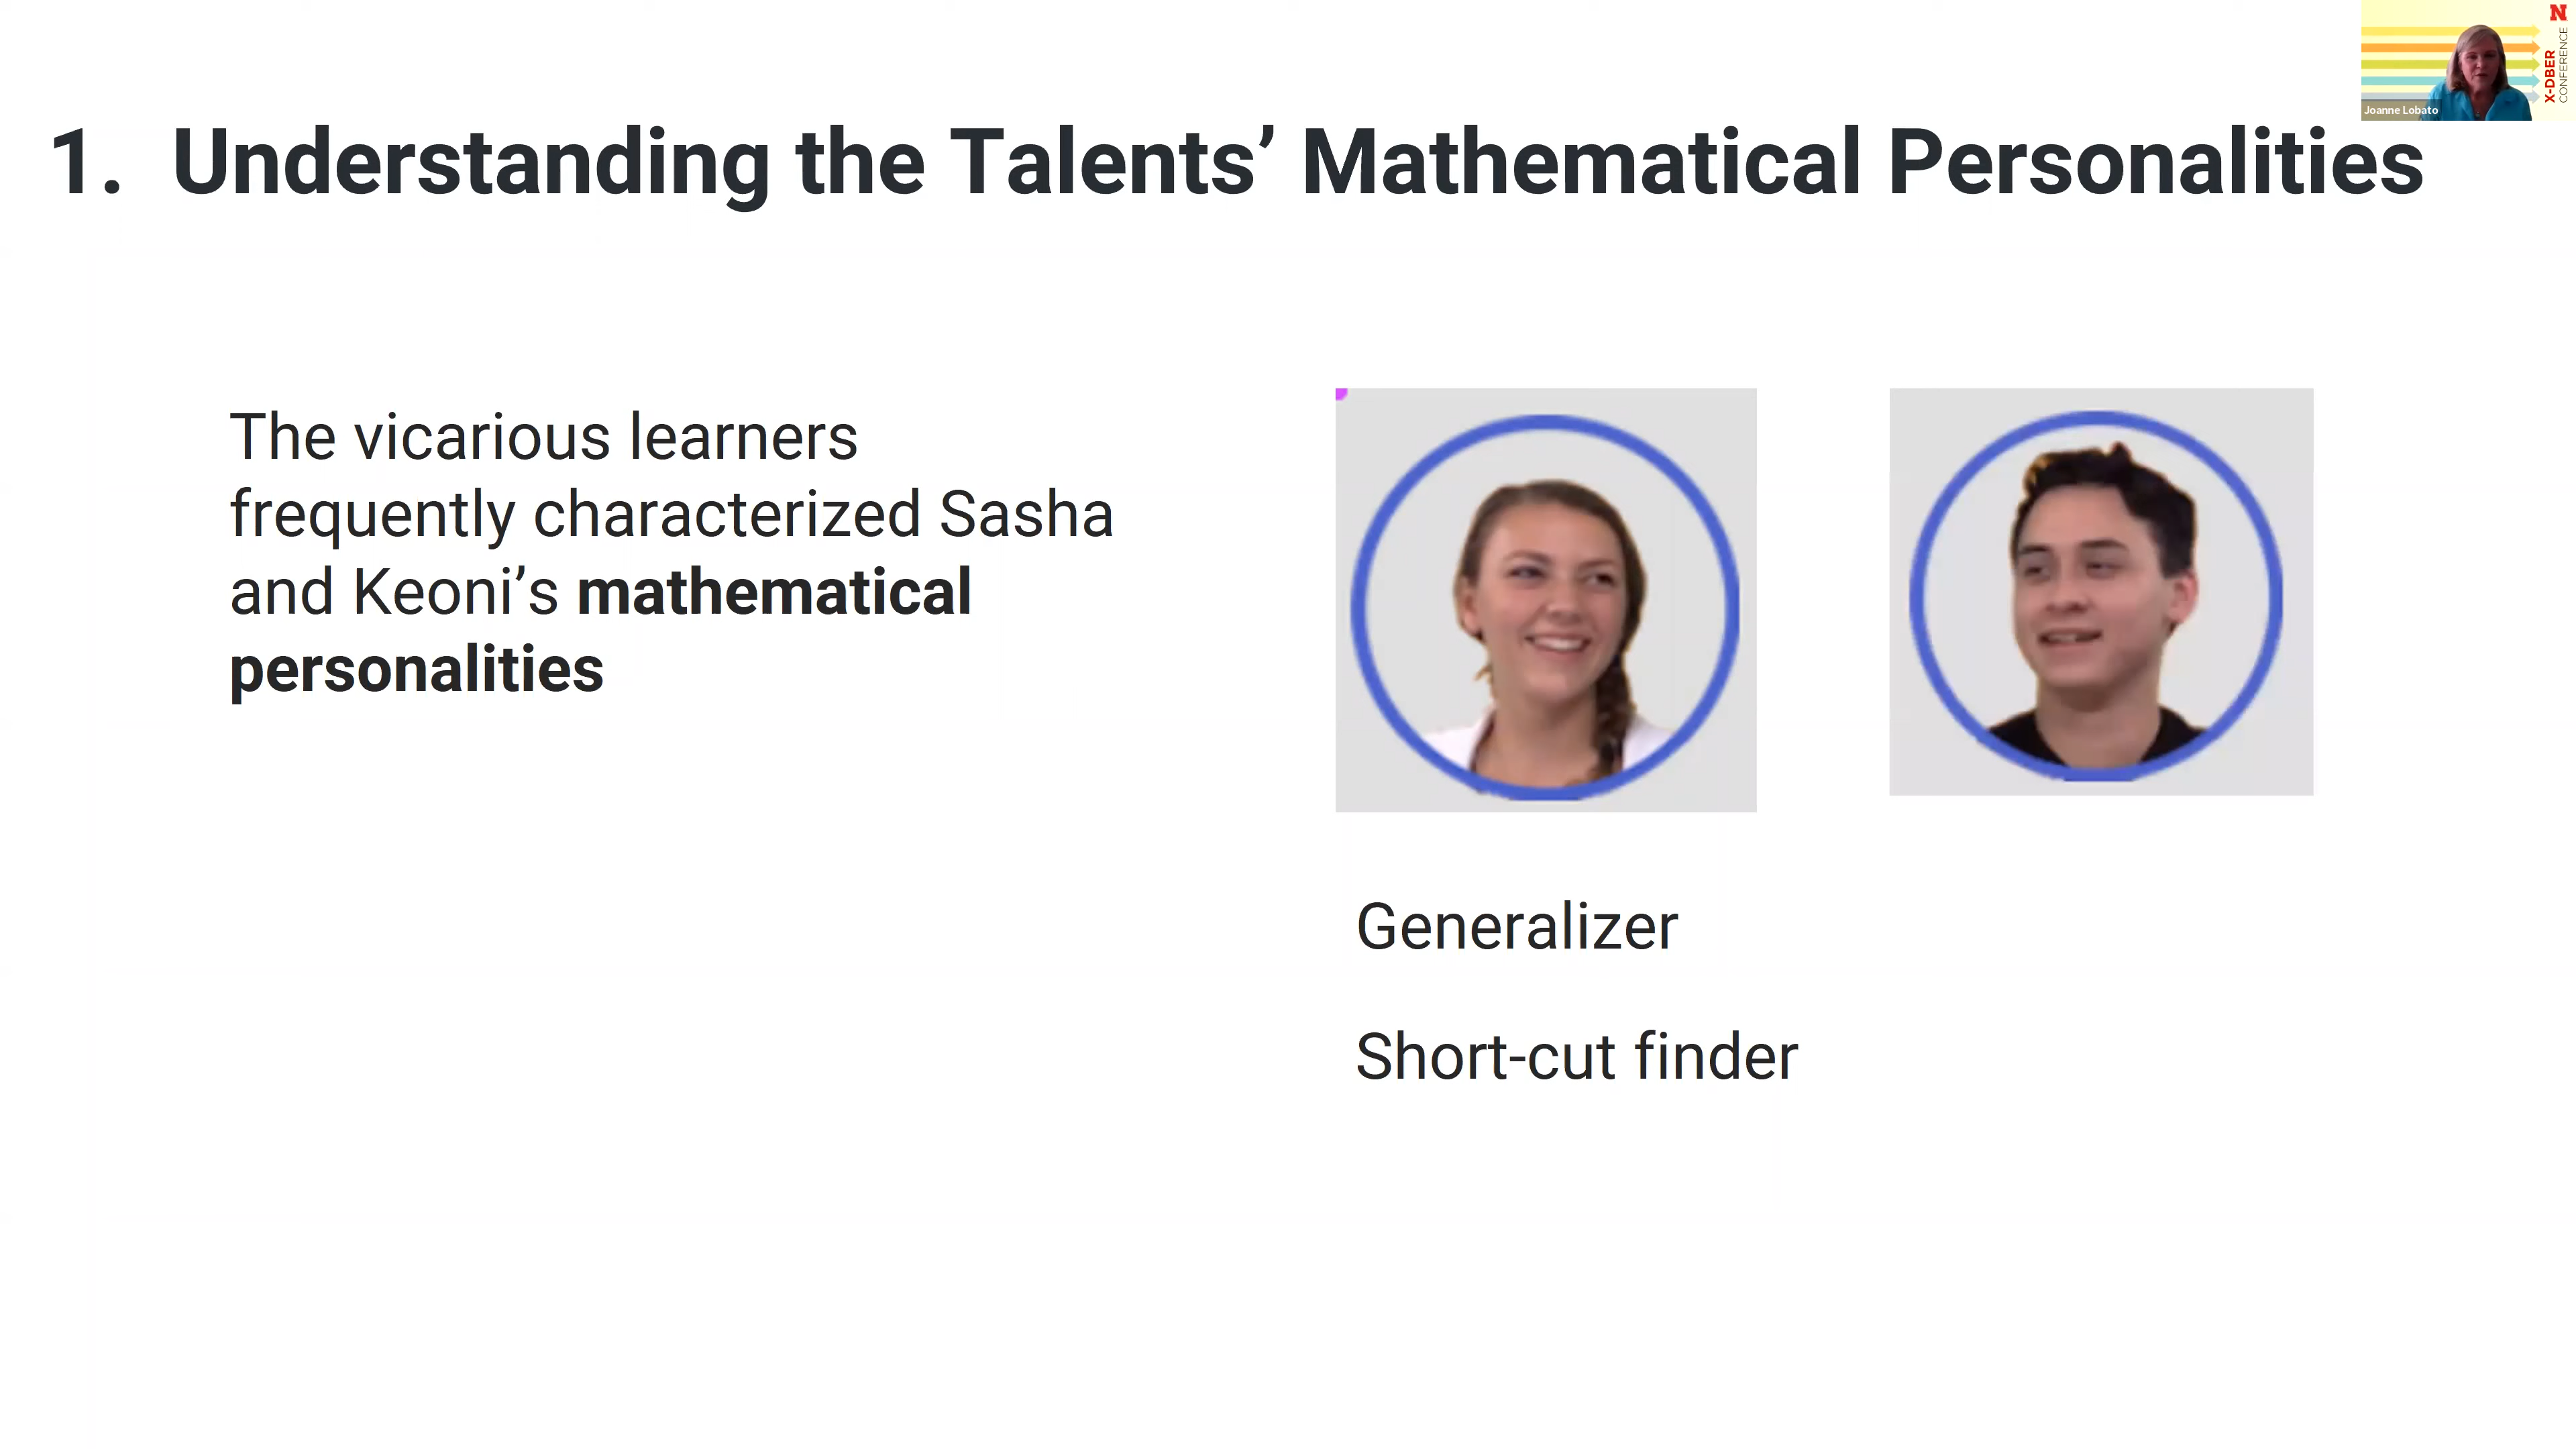 N
X-DBER
CONFERENCE
Joanne Lobato
1. Understanding the Talents’ Mathematical Personalities
The vicarious learners
frequently characterized Sasha
and Keoni’s mathematical
personalities
Generalizer
Short-cut finder